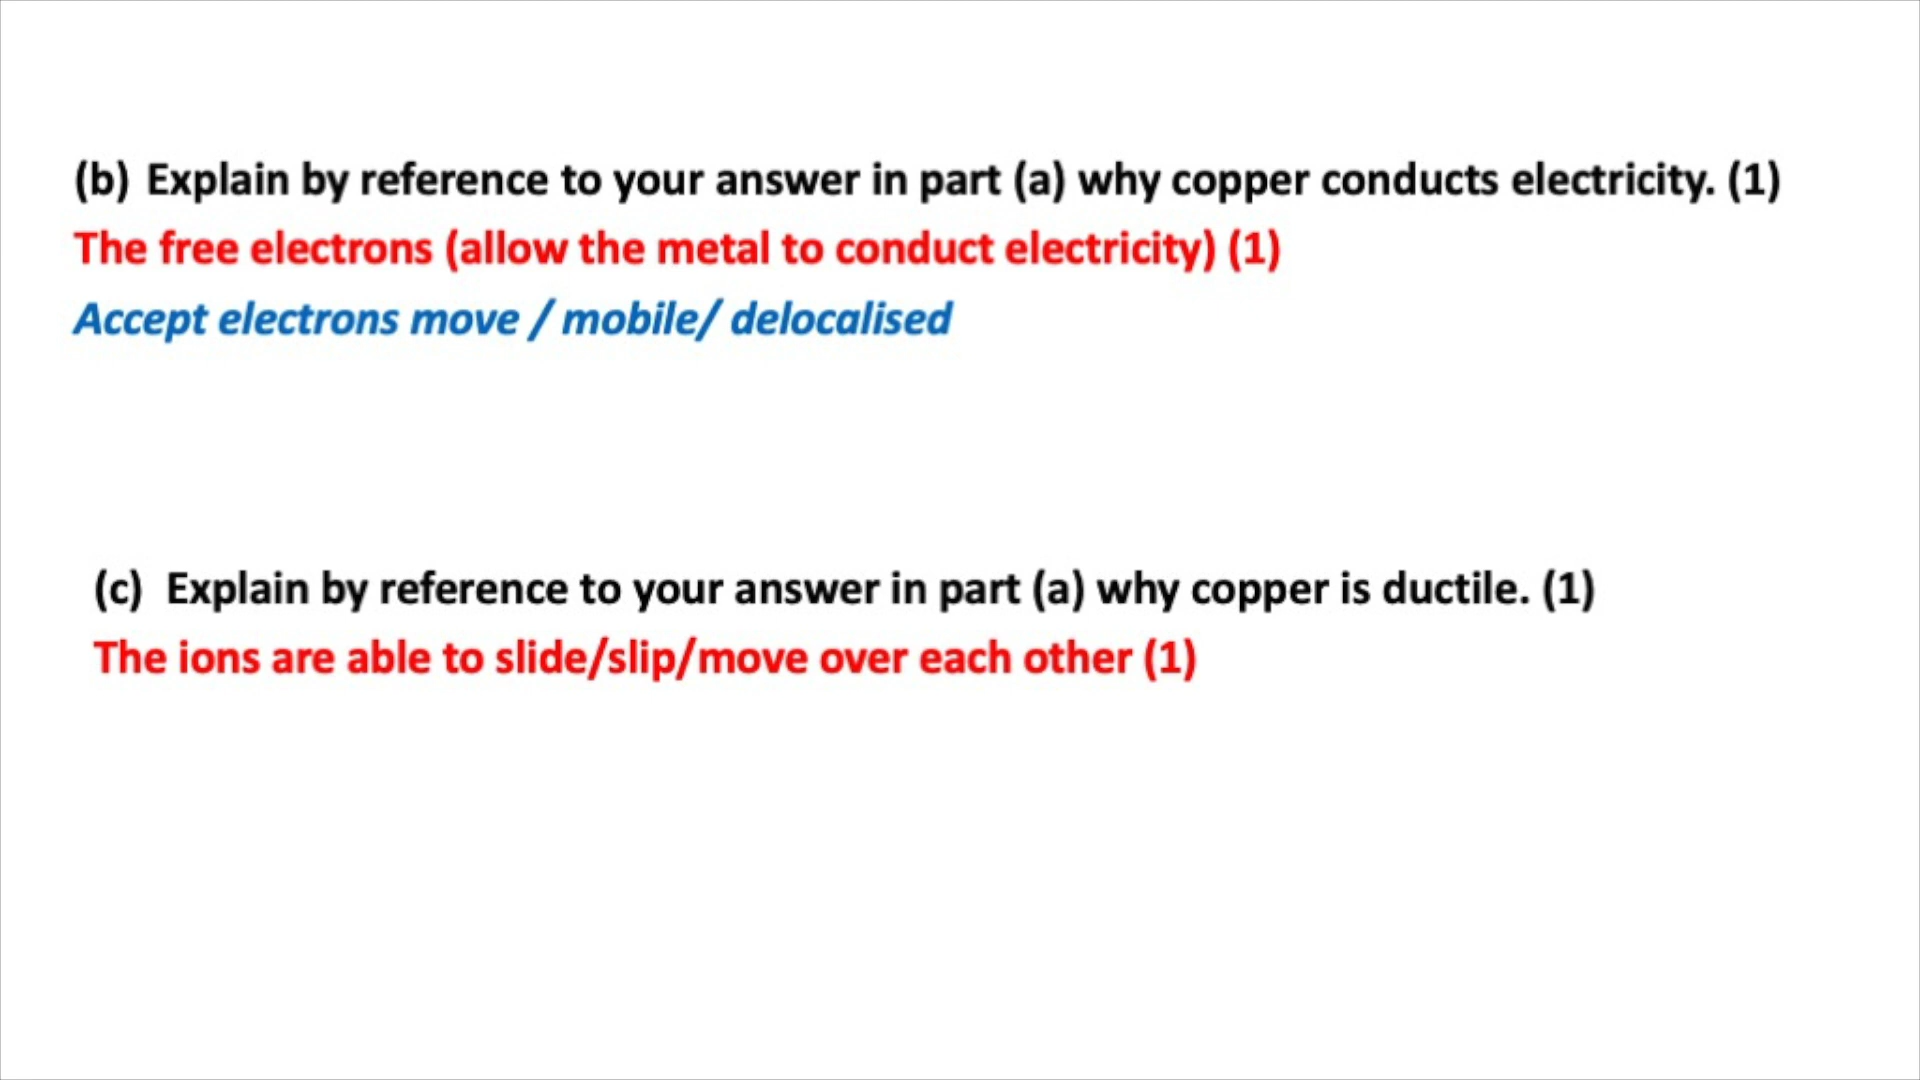 (b) Explain by reference to your answer in part (a) why copper conducts electricity. (1)
The free electrons (allow the metal to conduct electricity) (1)
Accept electrons move / mobile/ delocalised
(c) Explain by reference to your answer in part (a) why copper is ductile. (1)
The ions are able to slide/slip/move over each other (1)